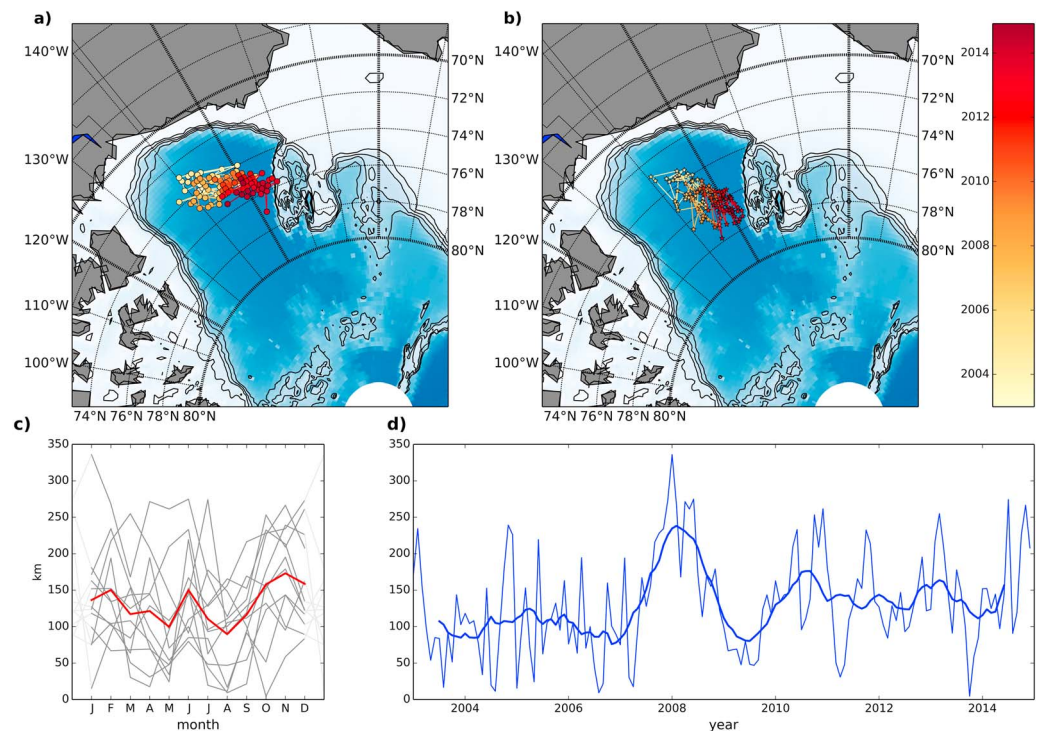 a)
b)
140°W
130°W
120°W
110°W
100°W
70°N
72°N
74°N
76°N
78°N
80°N
74°N 76°N 78°N 80°N
140°W
130°W
120°W
110°W
100°W
70°N
72°N
74°N
76°N
78°N
80°N
74°N 76°N 78°N 80°N
2014
2012
2010
2008
2006
2004
c)
d)
350
300
250
200
150
100
50
0
km
J F M A M J J A S O N D
month
350
300
250
200
150
100
50
0
2004 2006 2008 2010 2012 2014
year